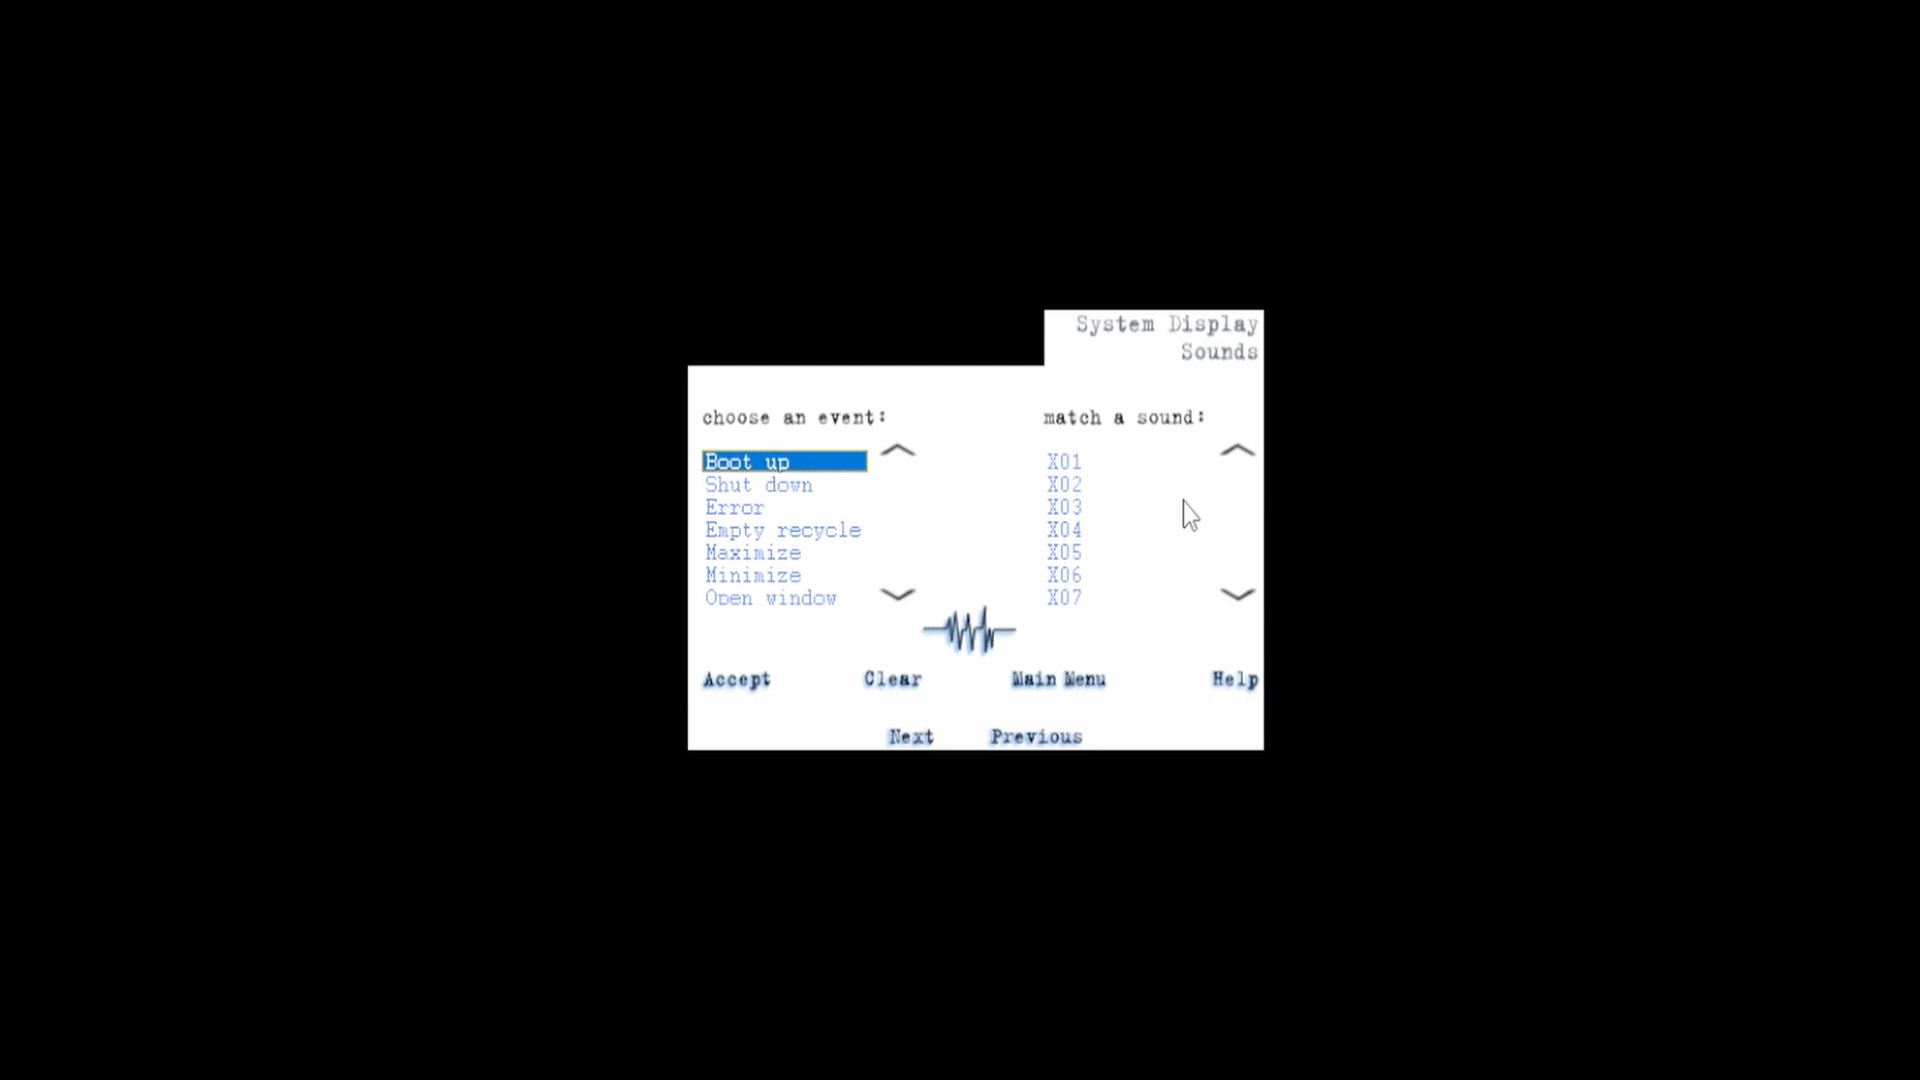 System Display
Sounds
choose an event:
match a sound:
Boot up
Shut down
Error
Empty recycle
Maximize
Minimize
Open window
X01
X02
X03
X04
X05
X06
X07
Accept
Clear
Main Menu
Help
Next
Previous